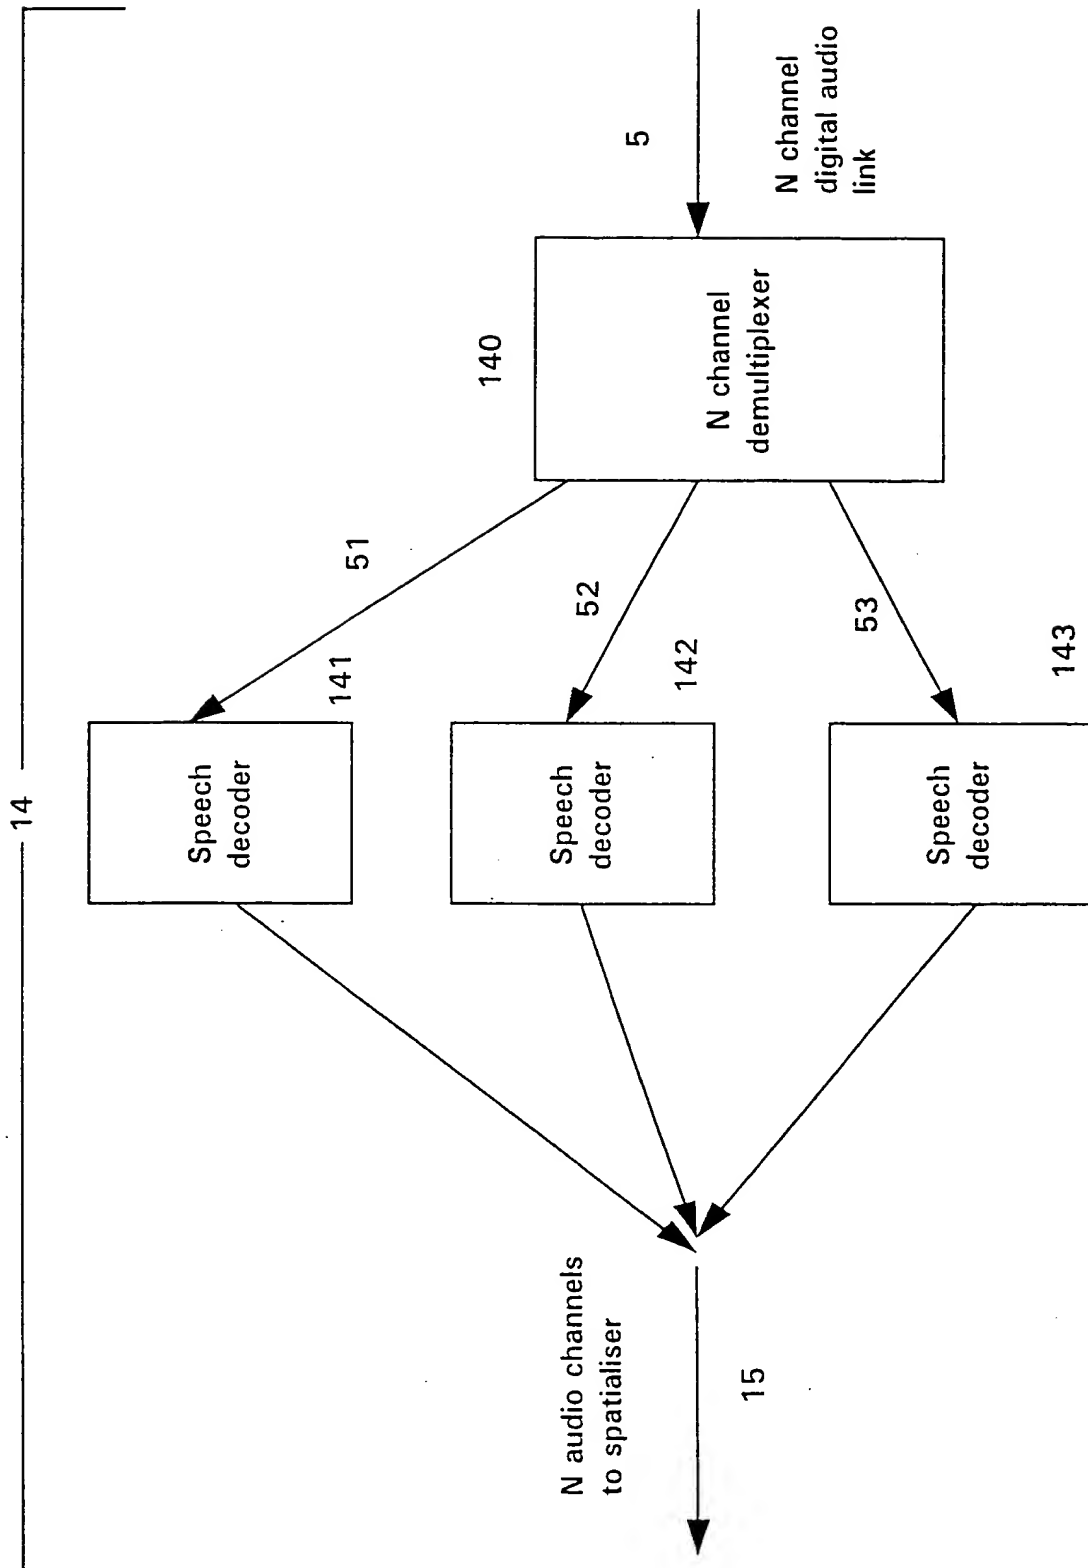 14
N channel
digital audio
link
5
140
N channel
demultiplexer
51
52
53
141
Speech
decoder
142
Speech
decoder
143
Speech
decoder
N audio channels
to spatialiser
15